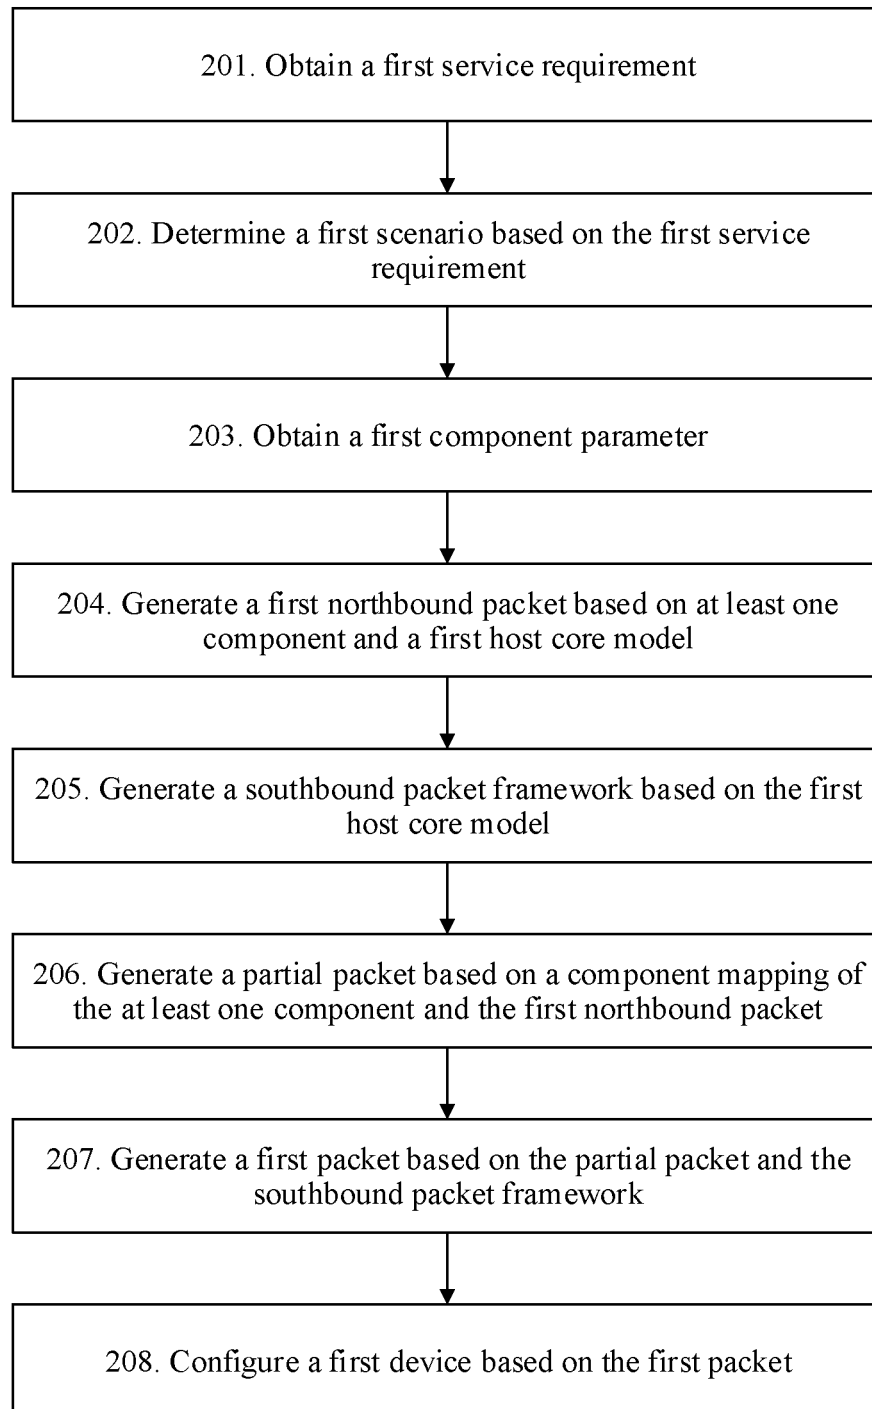 201. Obtain a first service requirement
202. Determine a first scenario based on the first service
requirement
203. Obtain a first component parameter
204. Generate a first northbound packet based on at least one
component and a first host core model
205. Generate a southbound packet framework based on the first
host core model
206. Generate a partial packet based on a component mapping of
the at least one component and the first northbound packet
207. Generate a first packet based on the partial packet and the
southbound packet framework
208. Configure a first device based on the first packet